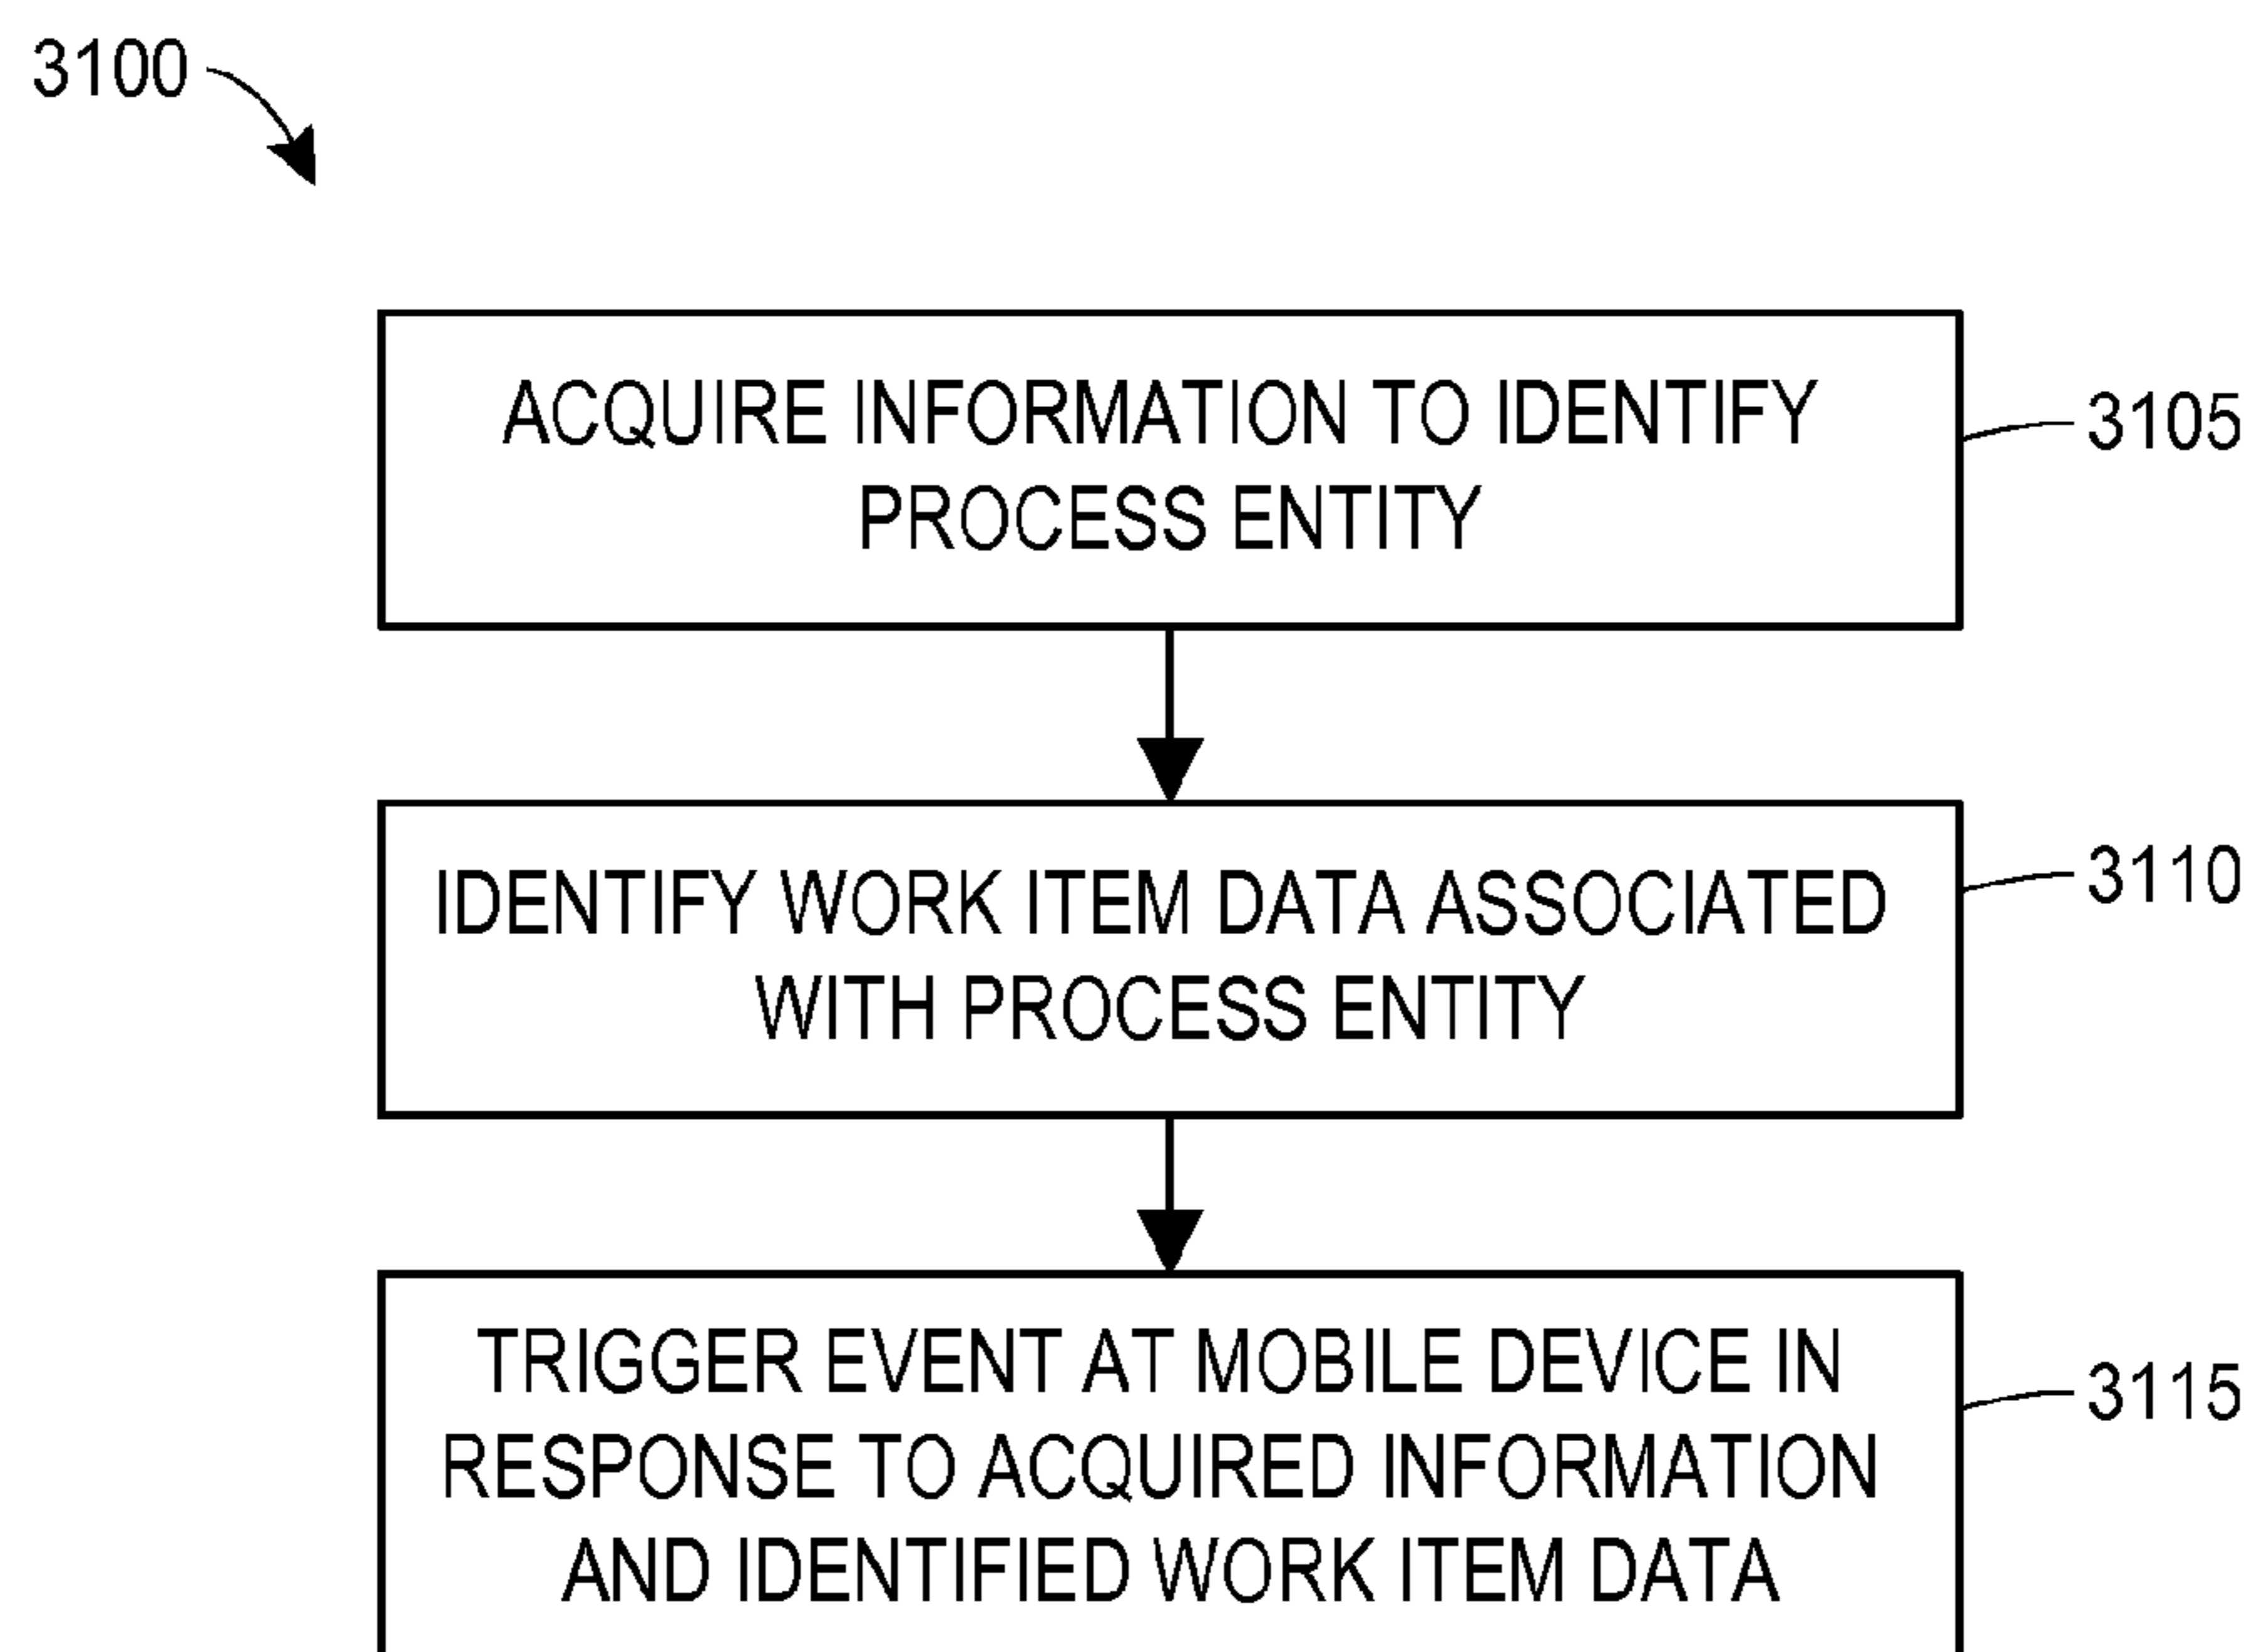 3100
ACQUIRE INFORMATION TO IDENTIFY
PROCESS ENTITY
3105
IDENTIFY WORK ITEM DATA ASSOCIATED
WITH PROCESS ENTITY
3110
TRIGGER EVENT AT MOBILE DEVICE IN
RESPONSE TO ACQUIRED INFORMATION
AND IDENTIFIED WORK ITEM DATA
3115